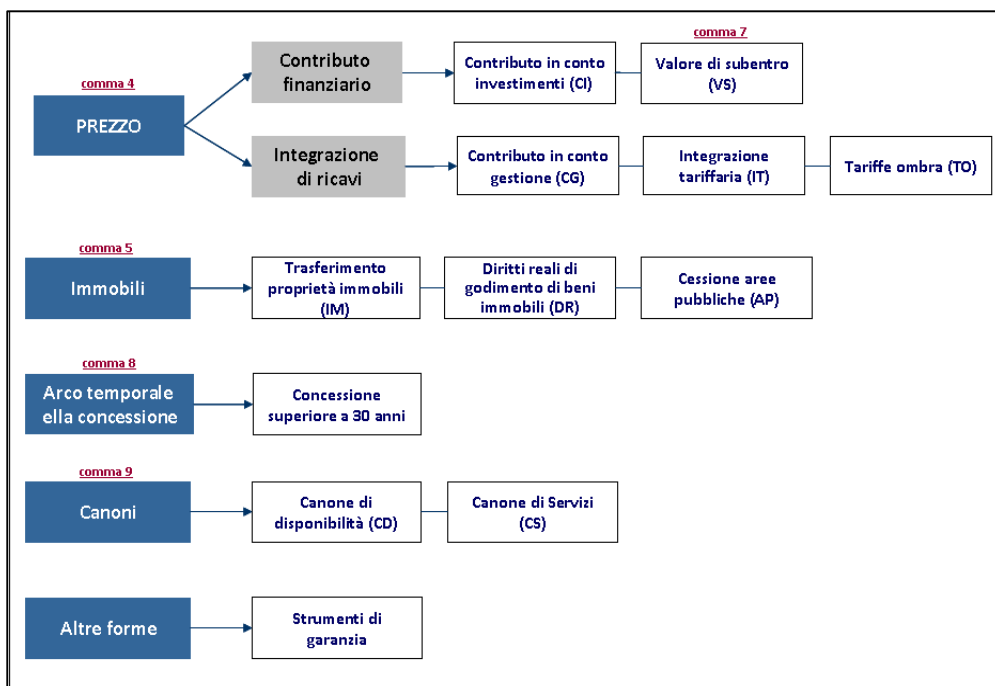 comma 4
PREZZO
Contributo
finanziario
Contributo in conto
investimenti (CI)
comma 7
Valore di subentro
(VS)
Integrazione
di ricavi
Contributo in conto
gestione (CG)
Integrazione
tariffaria (IT)
Tariffe ombra (TO)
comma 5
Immobili
Trasferimento
proprietà immobili
(IM)
Diritti reali di
godimento di beni
immobili (DR)
Cessione aree
pubbliche (AP)
comma 8
Arco temporale
ella concessione
Concessione
superiore a 30 anni
comma 9
Canoni
Canone di
disponibilità (CD)
Canone di Servizi
(CS)
Altre forme
Strumenti di
garanzia